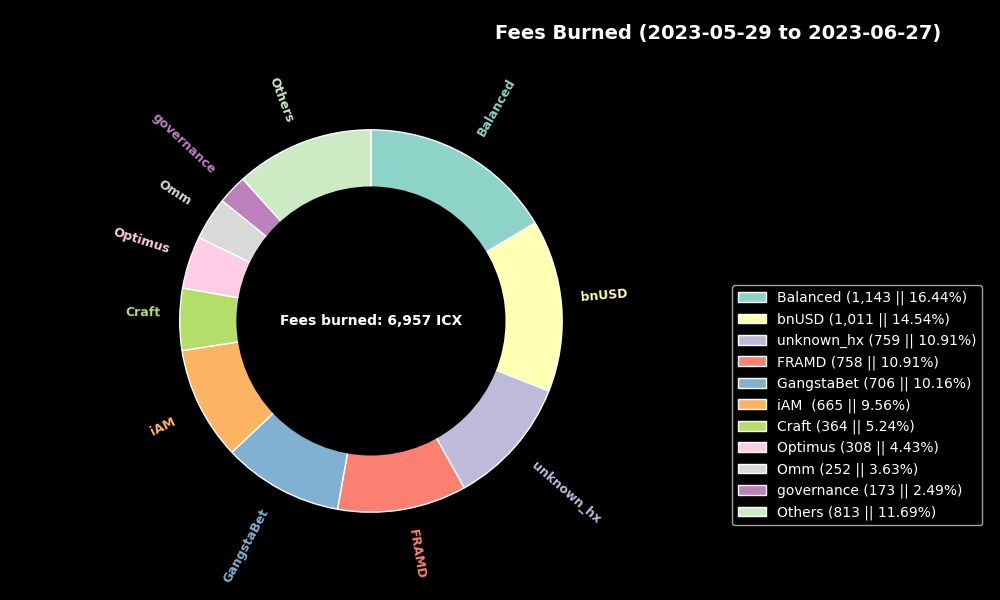 Fees Burned (2023-05-29 to 2023-06-27)
Others
Balanced
governance
Omm
Optimus
bnUSD
Craft
Fees burned: 6,957 ICX
iAM
unknown_hx
GangstaBet
FRAMD
Balanced (1,143 || 16.44%)
bnUSD (1,011 || 14.54%)
unknown_hx (759 || 10.91%)
FRAMD (758 || 10.91%)
GangstaBet (706 || 10.16%)
iAM  (665 || 9.56%)
Craft (364 || 5.24%)
Optimus (308 || 4.43%)
Omm (252 || 3.63%)
governance (173 || 2.49%)
Others (813 || 11.69%)